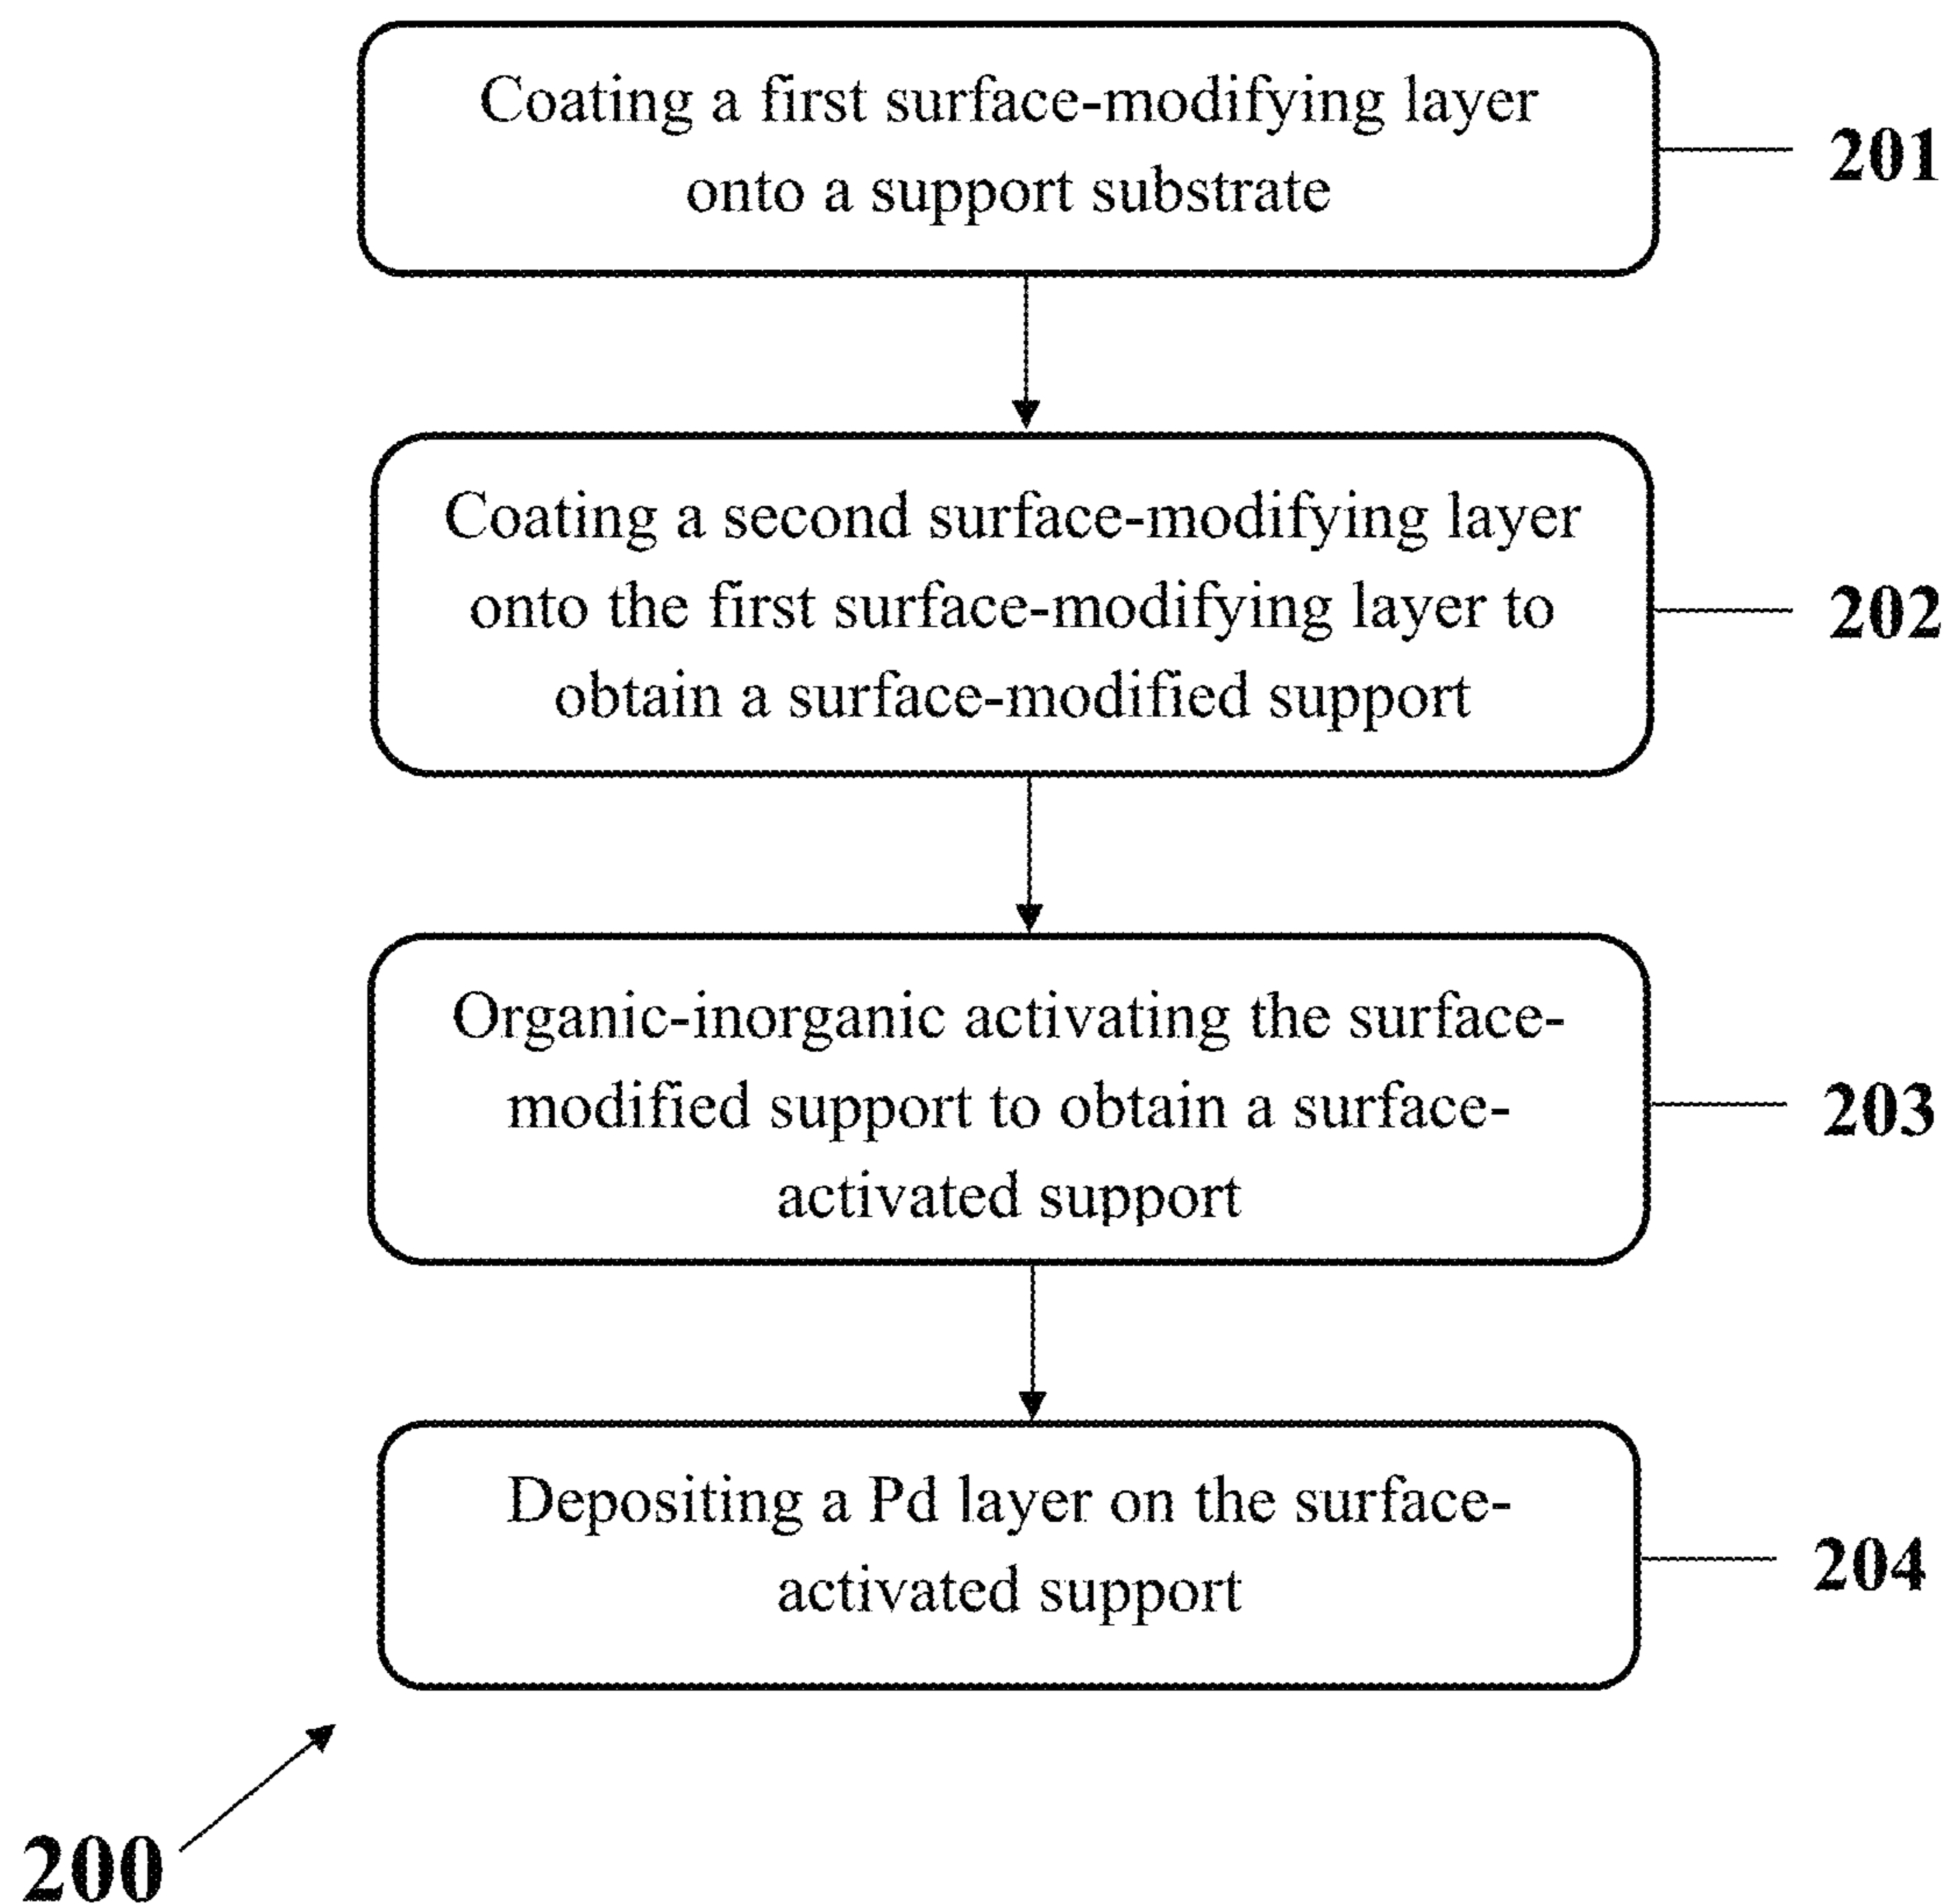 Coating a first surface-modifying layer
onto a support substrate
201
Coating a second surface-modifying layer
onto the first surface-modifying layer to
obtain a surface-modified support
202
Organic-inorganic activating the surface-
modified support to obtain a surface-
activated support
203
Depositing a Pd layer on the surface-
activated support
204
200